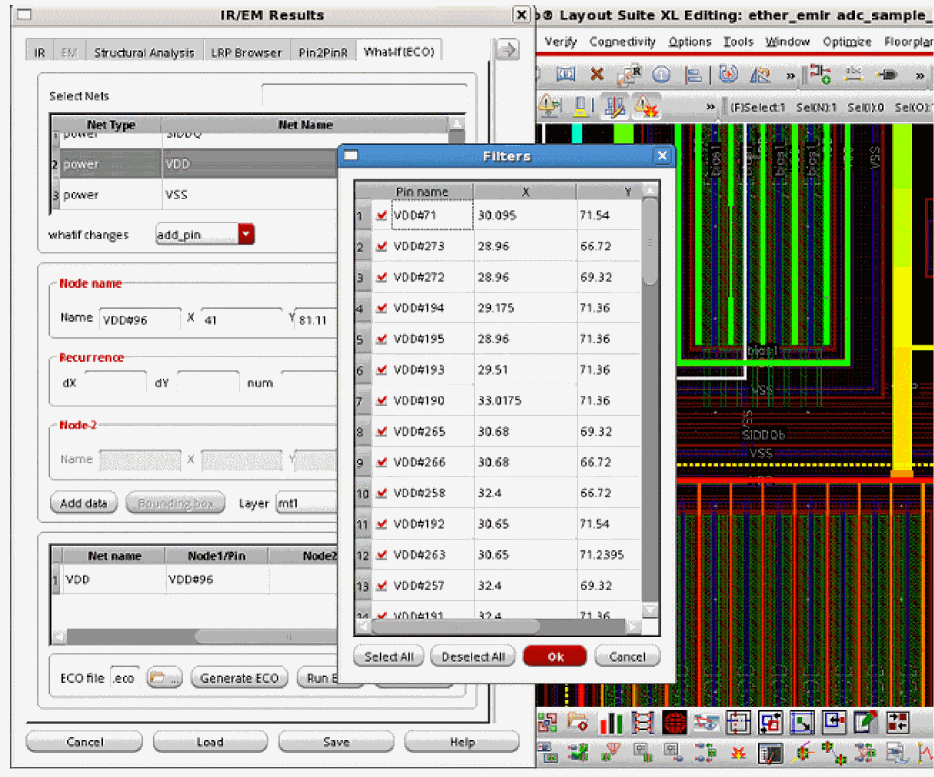 IR/EM Results
IR EM Structural Analysis LRP Browser Pin2PinR What-If(ECO)
Select Nets
Net Type Net Name
1 power SIDDQ
2 power VDD
3 power VSS
whatif changes add_pin
Node name
Name VDD#96 X 41 Y 81.11
Recurrence
dX dY num
Node-2
Name X Y
Add data Bounding box Layer mt1
Net name Node1/Pin Node2
1 VDD VDD#96
ECO file .eco ... Generate ECO Run E
Cancel Load Save Help
Filters
Pin name X Y
1 VDD#71 30.095 71.54
2 VDD#273 28.96 66.72
3 VDD#272 28.96 69.32
4 VDD#194 29.175 71.36
5 VDD#195 28.96 71.36
6 VDD#193 29.51 71.36
7 VDD#190 33.0175 71.36
8 VDD#265 30.68 69.32
9 VDD#266 30.68 66.72
10 VDD#258 32.4 66.72
11 VDD#192 30.65 71.54
12 VDD#263 30.65 71.2395
13 VDD#257 32.4 69.32
14 VDD#191 32.4 71.36
Select All Deselect All Ok Cancel
Layout Suite XL Editing: ether_emir adc_sample_
Verify Connectivity Options Tools Window Optimize Floorplan
(F)Select:1 Sel(N):1 Sel(I):0 Sel(O):
bias1
VSS
bias1
VSS
VSS
SIDDQb
VSS